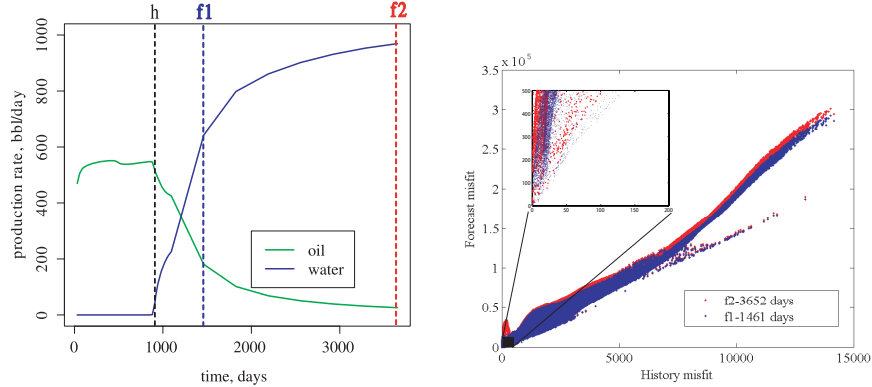 h
f1
f2
1000
800
600
400
200
0
production rate, bbl/day
oil
water
0
1000
2000
3000
time, days
x 10^5
3.5
3
2.5
2
1.5
1
0.5
0
Forecast misfit
500
400
300
200
100
0
0
50
100
150
200
f2-3652 days
f1-1461 days
0
5000
10000
15000
History misfit